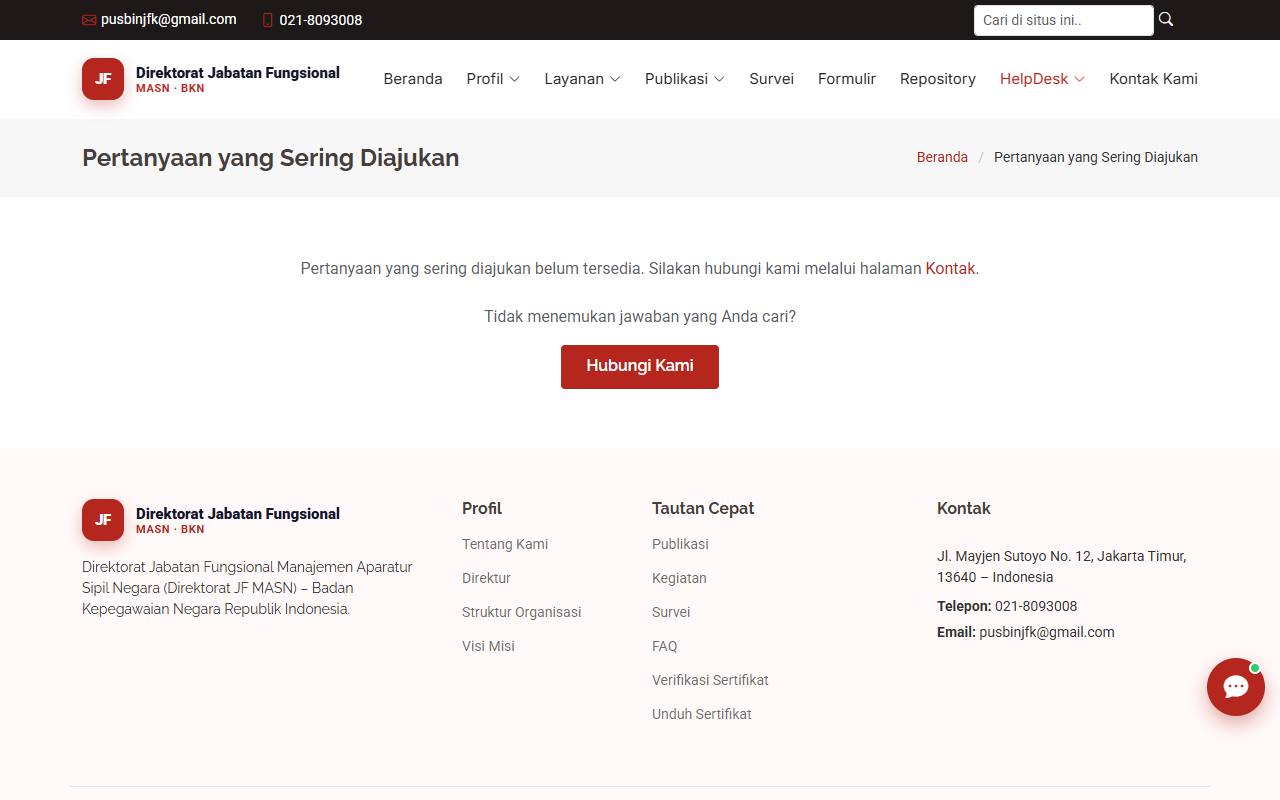 pusbinjfk@gmail.com 021-8093008 Cari di situs ini..
JF Direktorat Jabatan Fungsional
MASN · BKN
Beranda Profil Layanan Publikasi Survei Formulir Repository HelpDesk Kontak Kami
Pertanyaan yang Sering Diajukan
Beranda / Pertanyaan yang Sering Diajukan
Pertanyaan yang sering diajukan belum tersedia. Silakan hubungi kami melalui halaman Kontak.
Tidak menemukan jawaban yang Anda cari?
Hubungi Kami
JF Direktorat Jabatan Fungsional
MASN · BKN
Direktorat Jabatan Fungsional Manajemen Aparatur
Sipil Negara (Direktorat JF MASN) – Badan
Kepegawaian Negara Republik Indonesia.
Profil
Tentang Kami
Direktur
Struktur Organisasi
Visi Misi
Tautan Cepat
Publikasi
Kegiatan
Survei
FAQ
Verifikasi Sertifikat
Unduh Sertifikat
Kontak
Jl. Mayjen Sutoyo No. 12, Jakarta Timur,
13640 – Indonesia
Telepon: 021-8093008
Email: pusbinjfk@gmail.com